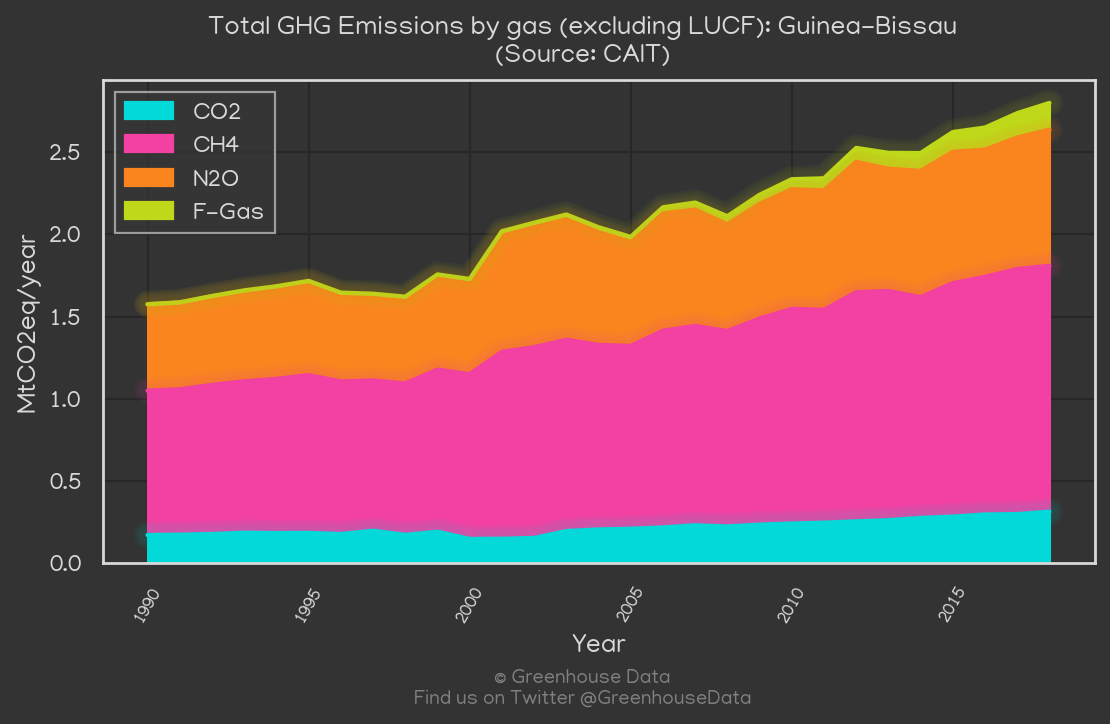 Total GHG Emissions by gas (excluding LUCF): Guinea-Bissau
(Source: CAIT)
CO2
CH4
N2O
F-Gas
MtCO2eq/year
2.5
2.0
1.5
1.0
0.5
0.0
1990 1995 2000 2005 2010 2015
Year
© Greenhouse Data
Find us on Twitter @GreenhouseData